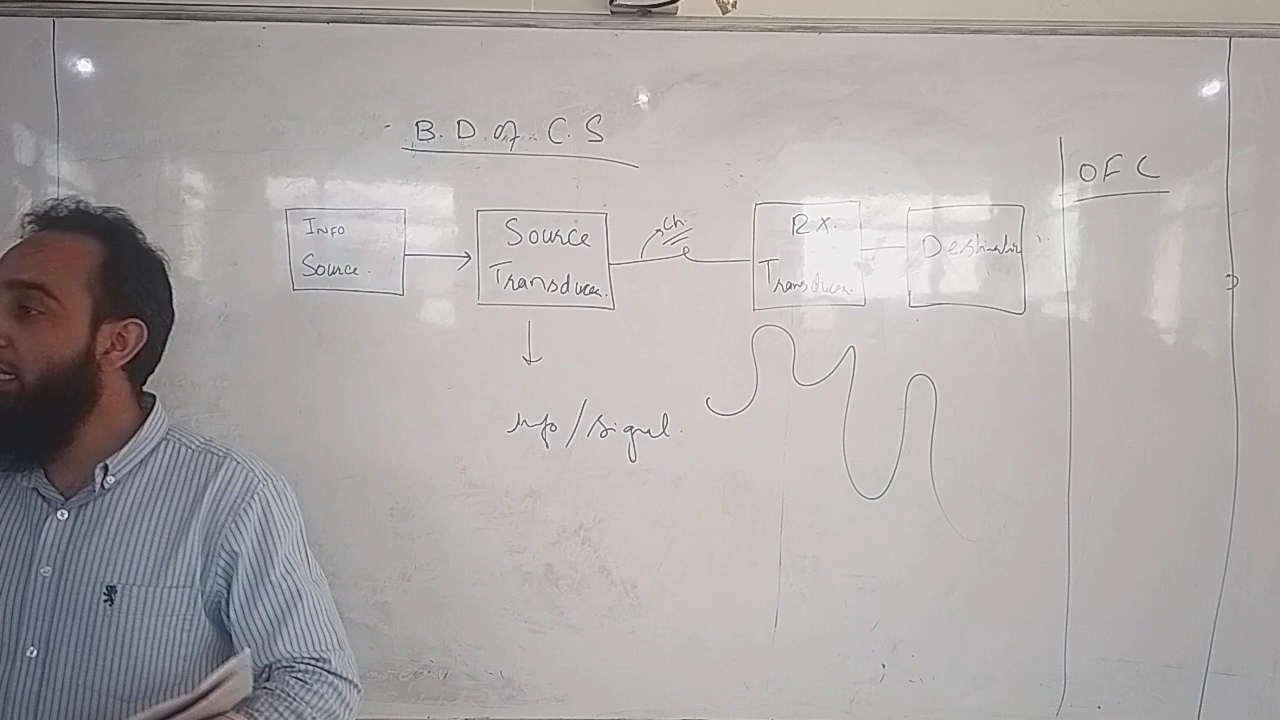 B. D. of C. S
OFC
Info
Source.
Source
Transducer.
ch.
RX.
Transducer.
Destination
Info/signal.